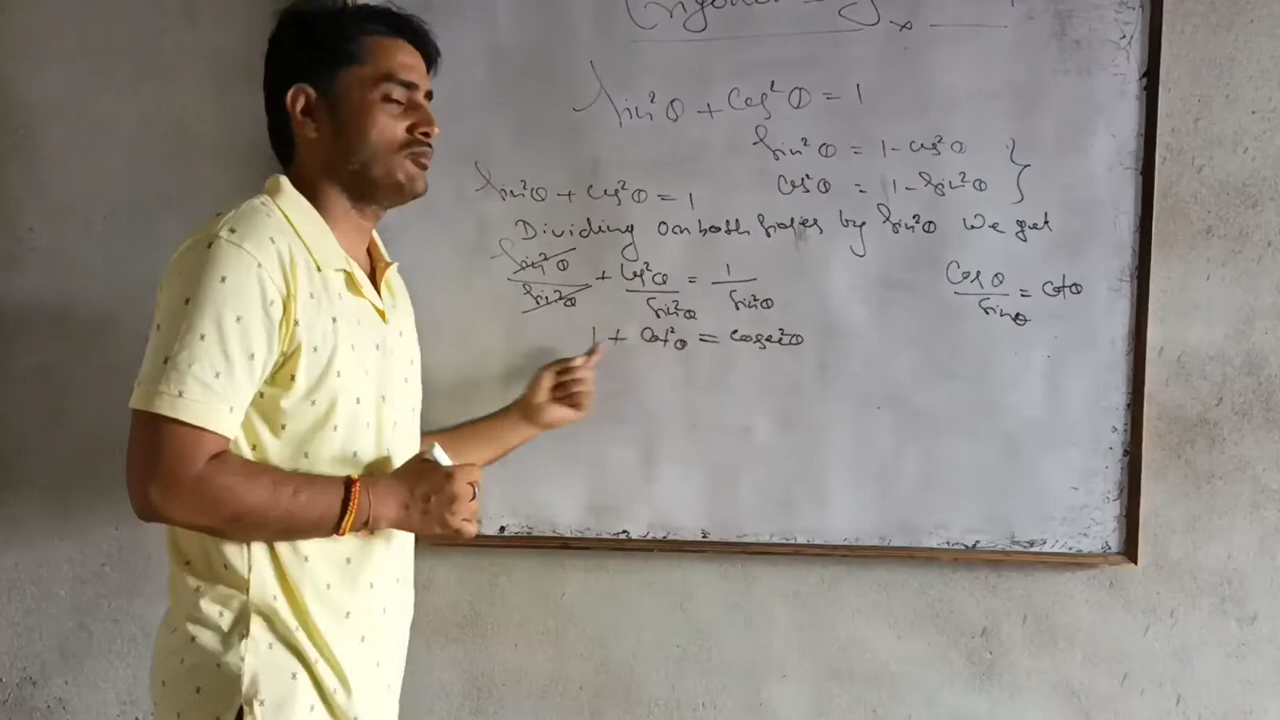 sin²θ + cos²θ = 1
sin²θ = 1 - cos²θ
cos²θ = 1 - sin²θ }
sin²θ + cos²θ = 1
Dividing on both sides by sin²θ We get
sin²θ/sin²θ + cos²θ/sin²θ = 1/sin²θ
cosθ/sinθ = cotθ
1 + cot²θ = cosec²θ